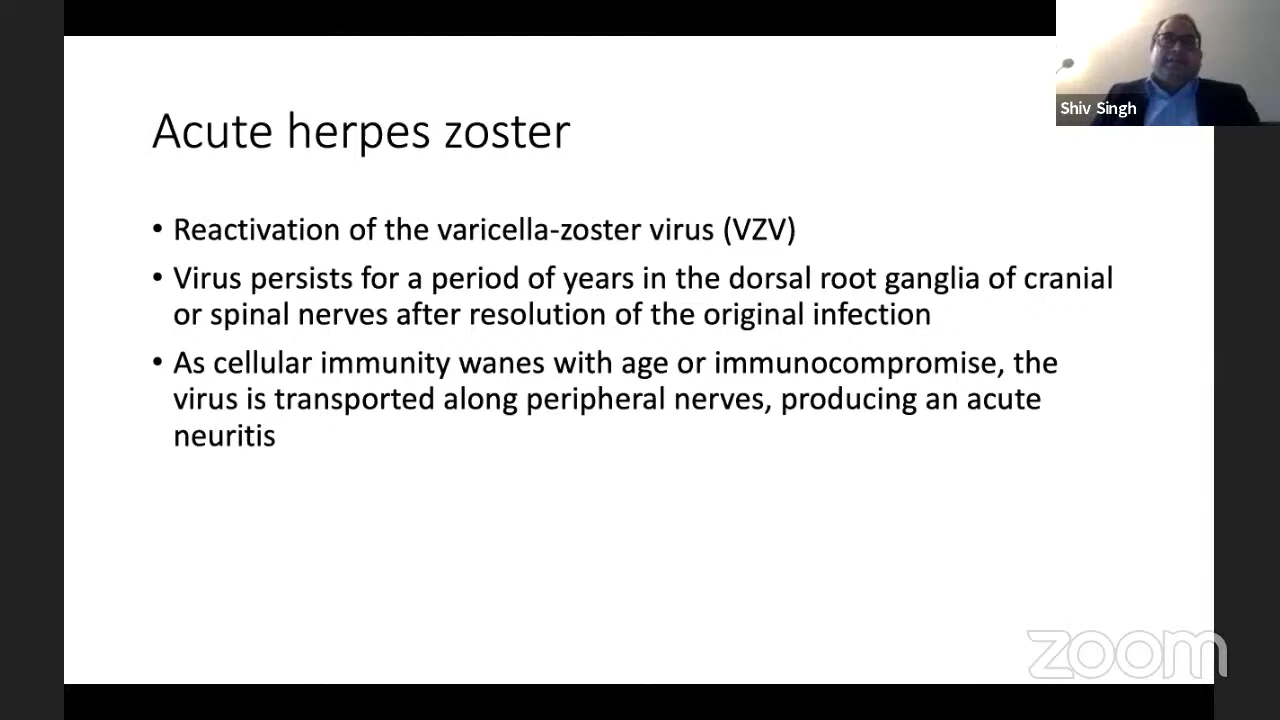 Shiv Singh
Acute herpes zoster
• Reactivation of the varicella-zoster virus (VZV)
• Virus persists for a period of years in the dorsal root ganglia of cranial
or spinal nerves after resolution of the original infection
• As cellular immunity wanes with age or immunocompromise, the
virus is transported along peripheral nerves, producing an acute
neuritis
zoom